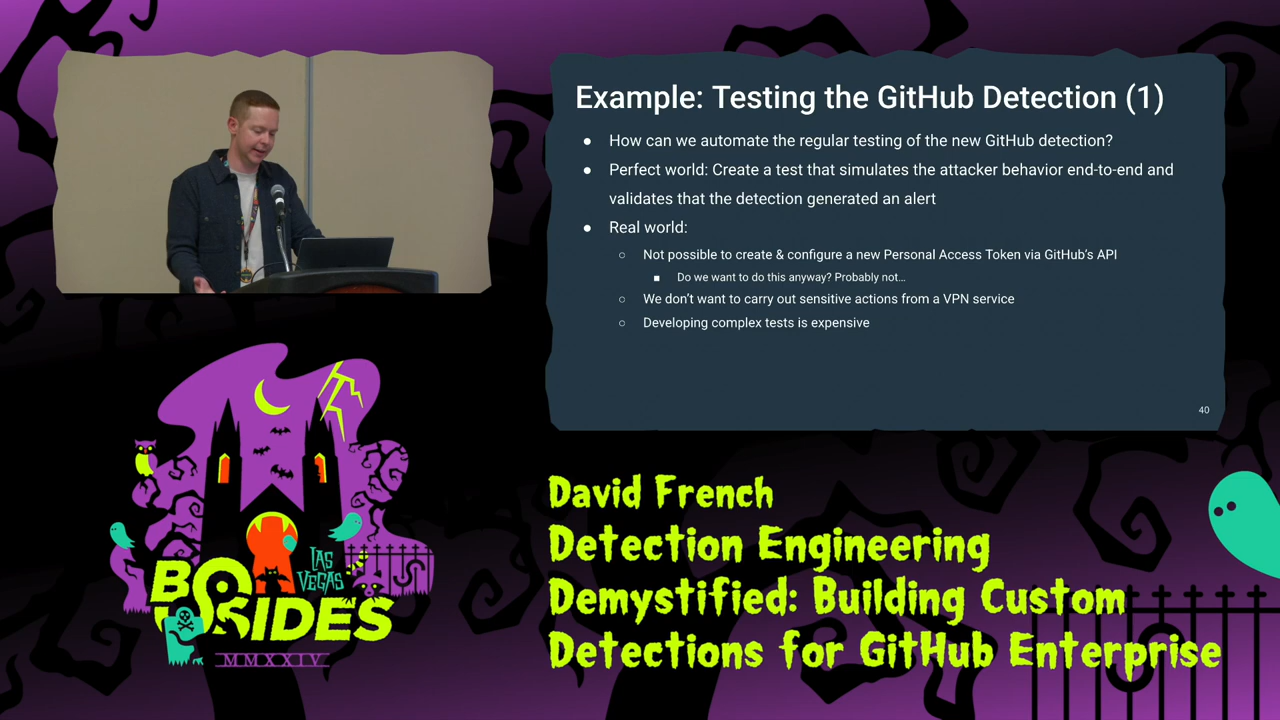 Example: Testing the GitHub Detection (1)
● How can we automate the regular testing of the new GitHub detection?
● Perfect world: Create a test that simulates the attacker behavior end-to-end and
validates that the detection generated an alert
● Real world:
○ Not possible to create & configure a new Personal Access Token via GitHub's API
■ Do we want to do this anyway? Probably not...
○ We don't want to carry out sensitive actions from a VPN service
○ Developing complex tests is expensive
40
BSIDES
LAS
VEGAS
MMXXIV
David French
Detection Engineering
Demystified: Building Custom
Detections for GitHub Enterprise